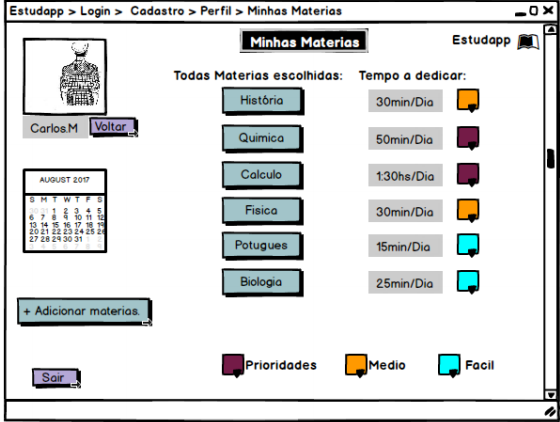 Estudapp > Login > Cadastro > Perfil > Minhas Materias
Minhas Materias
Estudapp
Carlos.M
Voltar
AUGUST 2017
S M T W T F S
30 31 1 2 3 4 5
6 7 8 9 10 11 12
13 14 15 16 17 18 19
20 21 22 23 24 25 26
27 28 29 30 31
+ Adicionar materias.
Sair
Todas Materias escolhidas: Tempo a dedicar:
História 30min/Dia
Quimica 50min/Dia
Calculo 1:30hs/Dia
Fisica 30min/Dia
Potugues 15min/Dia
Biologia 25min/Dia
Prioridades Medio Facil